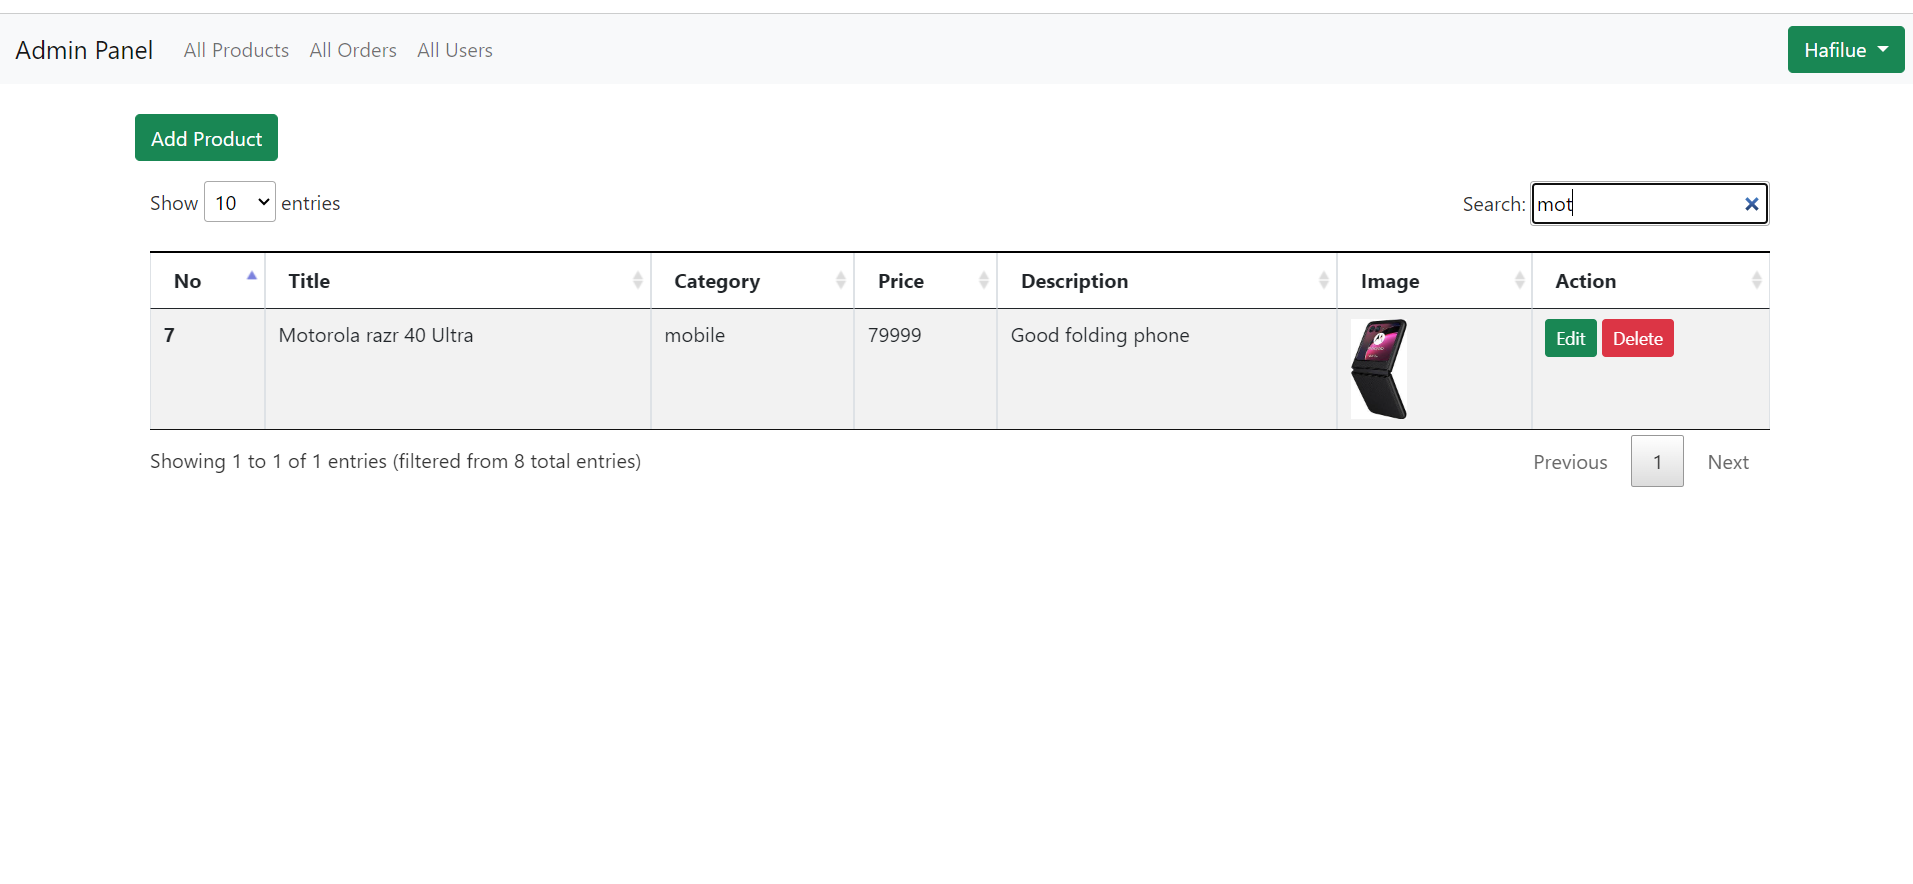 Admin Panel All Products All Orders All Users Hafilue
Add Product
Show 10 entries Search: mot
No Title Category Price Description Image Action
7 Motorola razr 40 Ultra mobile 79999 Good folding phone Edit Delete
Showing 1 to 1 of 1 entries (filtered from 8 total entries) Previous 1 Next